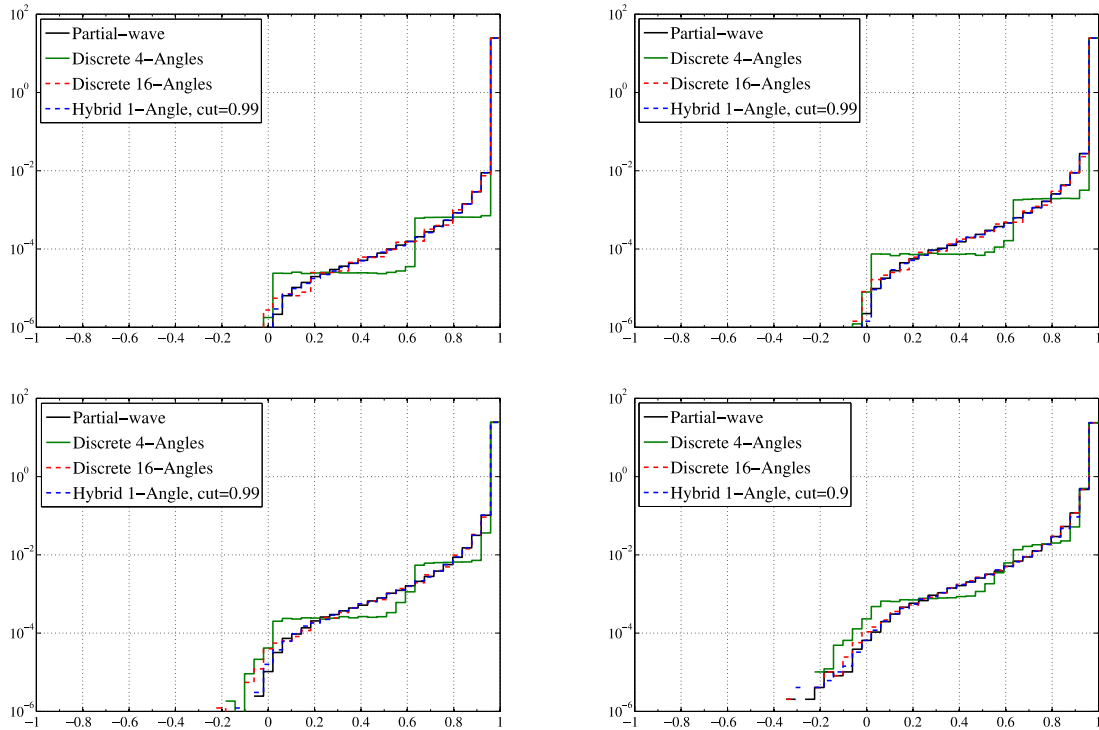 10^2
10^0
10^−2
10^−4
10^−6
Partial−wave
Discrete 4−Angles
Discrete 16−Angles
Hybrid 1−Angle, cut=0.99
−1 −0.8 −0.6 −0.4 −0.2 0 0.2 0.4 0.6 0.8 1
10^2
10^0
10^−2
10^−4
10^−6
Partial−wave
Discrete 4−Angles
Discrete 16−Angles
Hybrid 1−Angle, cut=0.99
−1 −0.8 −0.6 −0.4 −0.2 0 0.2 0.4 0.6 0.8 1
10^2
10^0
10^−2
10^−4
10^−6
Partial−wave
Discrete 4−Angles
Discrete 16−Angles
Hybrid 1−Angle, cut=0.99
−1 −0.8 −0.6 −0.4 −0.2 0 0.2 0.4 0.6 0.8 1
10^2
10^0
10^−2
10^−4
10^−6
Partial−wave
Discrete 4−Angles
Discrete 16−Angles
Hybrid 1−Angle, cut=0.9
−1 −0.8 −0.6 −0.4 −0.2 0 0.2 0.4 0.6 0.8 1